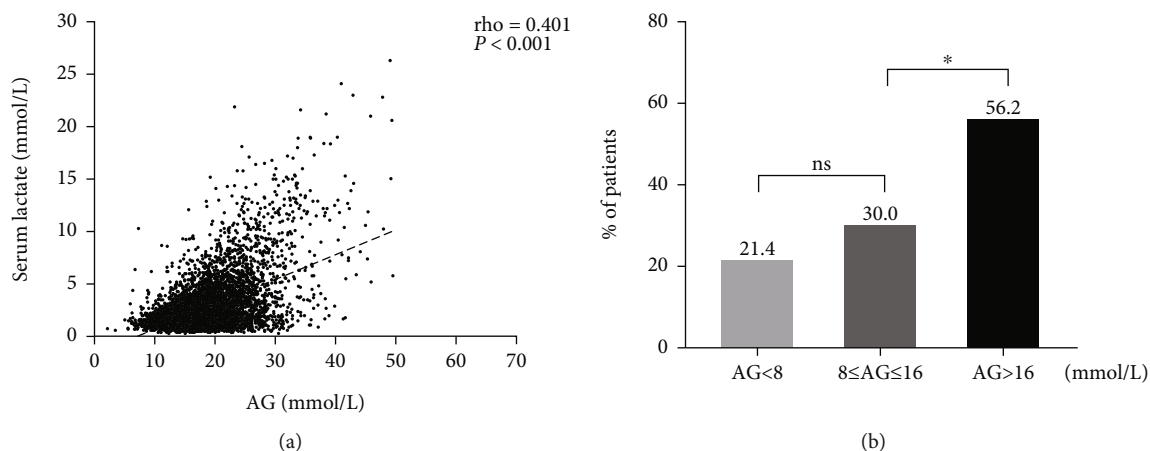 rho = 0.401
P < 0.001
Serum lactate (mmol/L)
30
25
20
15
10
5
0
0 10 20 30 40 50 60 70
AG (mmol/L)
(a)
% of patients
80
60
40
20
0
*
ns
21.4
30.0
56.2
AG<8 8≤AG≤16 AG>16 (mmol/L)
(b)